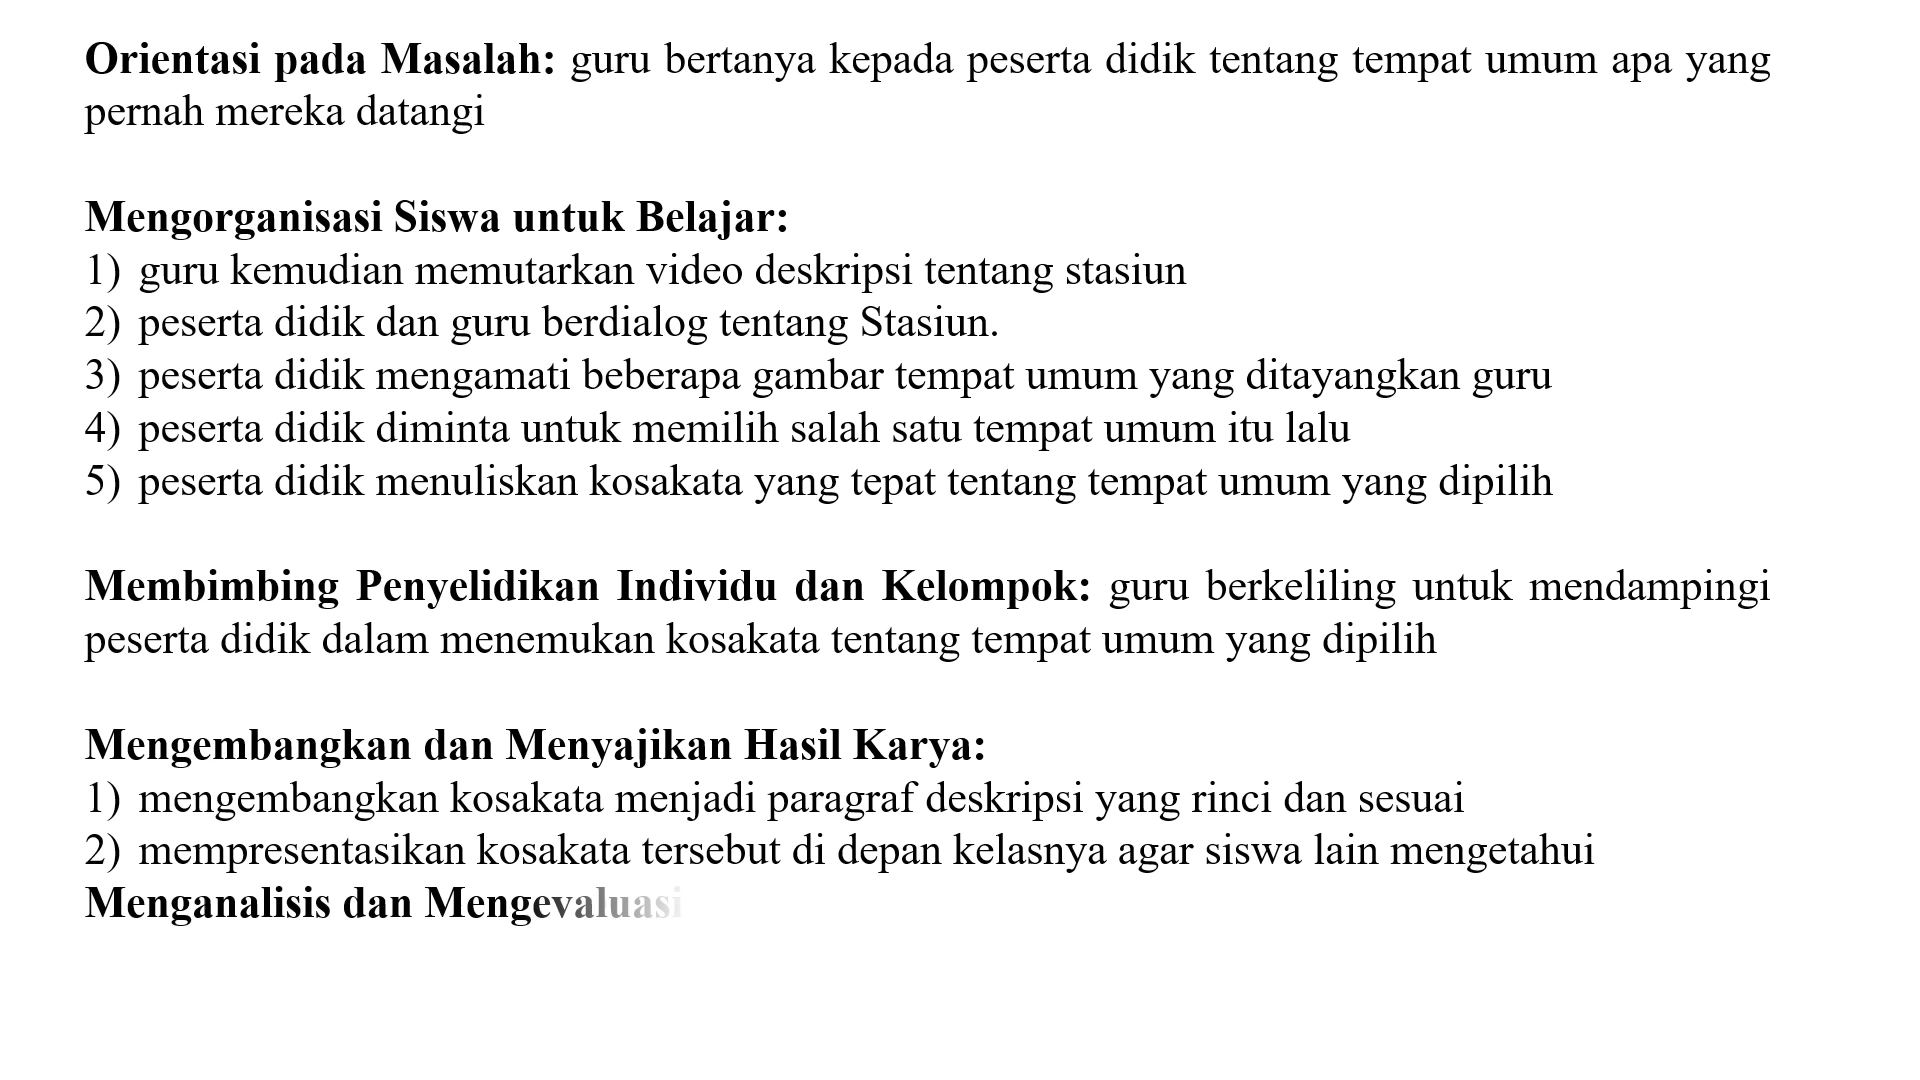 Orientasi pada Masalah: guru bertanya kepada peserta didik tentang tempat umum apa yang
pernah mereka datangi
Mengorganisasi Siswa untuk Belajar:
1) guru kemudian memutarkan video deskripsi tentang stasiun
2) peserta didik dan guru berdialog tentang Stasiun.
3) peserta didik mengamati beberapa gambar tempat umum yang ditayangkan guru
4) peserta didik diminta untuk memilih salah satu tempat umum itu lalu
5) peserta didik menuliskan kosakata yang tepat tentang tempat umum yang dipilih
Membimbing Penyelidikan Individu dan Kelompok: guru berkeliling untuk mendampingi
peserta didik dalam menemukan kosakata tentang tempat umum yang dipilih
Mengembangkan dan Menyajikan Hasil Karya:
1) mengembangkan kosakata menjadi paragraf deskripsi yang rinci dan sesuai
2) mempresentasikan kosakata tersebut di depan kelasnya agar siswa lain mengetahui
Menganalisis dan Mengevaluasi